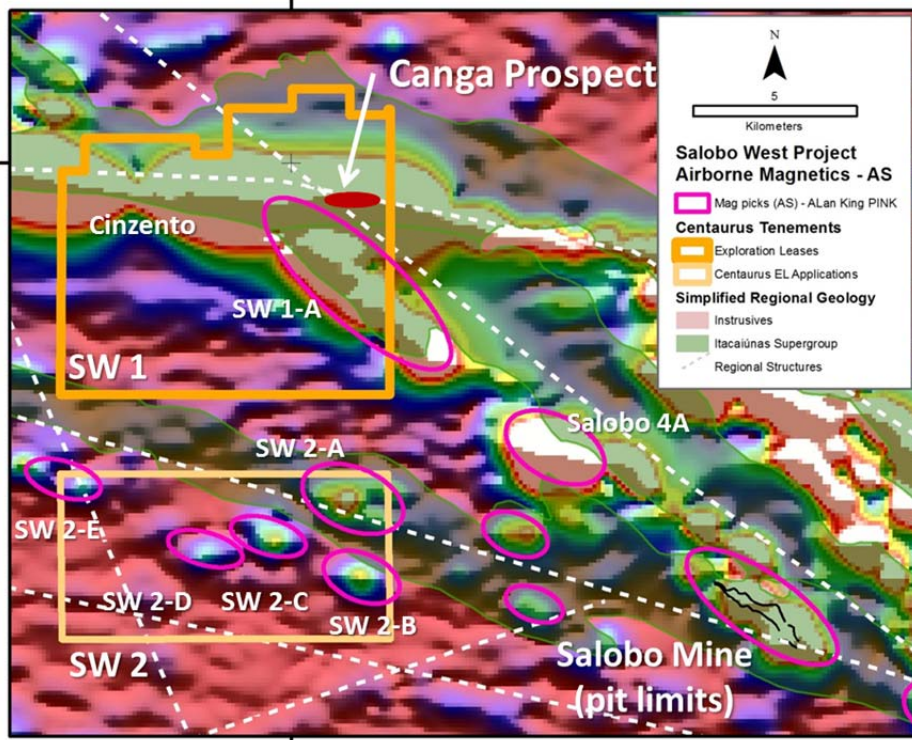 Canga Prospect
Cinzento
SW 1-A
SW 1
SW 2-A
Salobo 4A
SW 2-E
SW 2-D
SW 2-C
SW 2-B
SW 2
Salobo Mine
(pit limits)
N
5
Kilometers
Salobo West Project
Airborne Magnetics - AS
Mag picks (AS) - ALan King PINK
Centaurus Tenements
Exploration Leases
Centaurus EL Applications
Simplified Regional Geology
Instrusives
Itacaiúnas Supergroup
Regional Structures